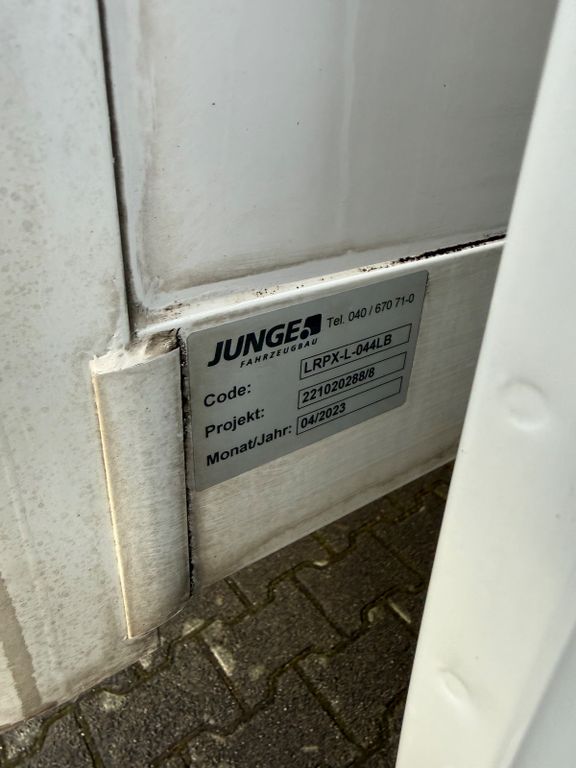 JUNGE Tel. 040 / 670 71-0
FAHRZEUGBAU
Code: LRPX-L-044LB
Projekt: 221020288/8
Monat/Jahr: 04/2023